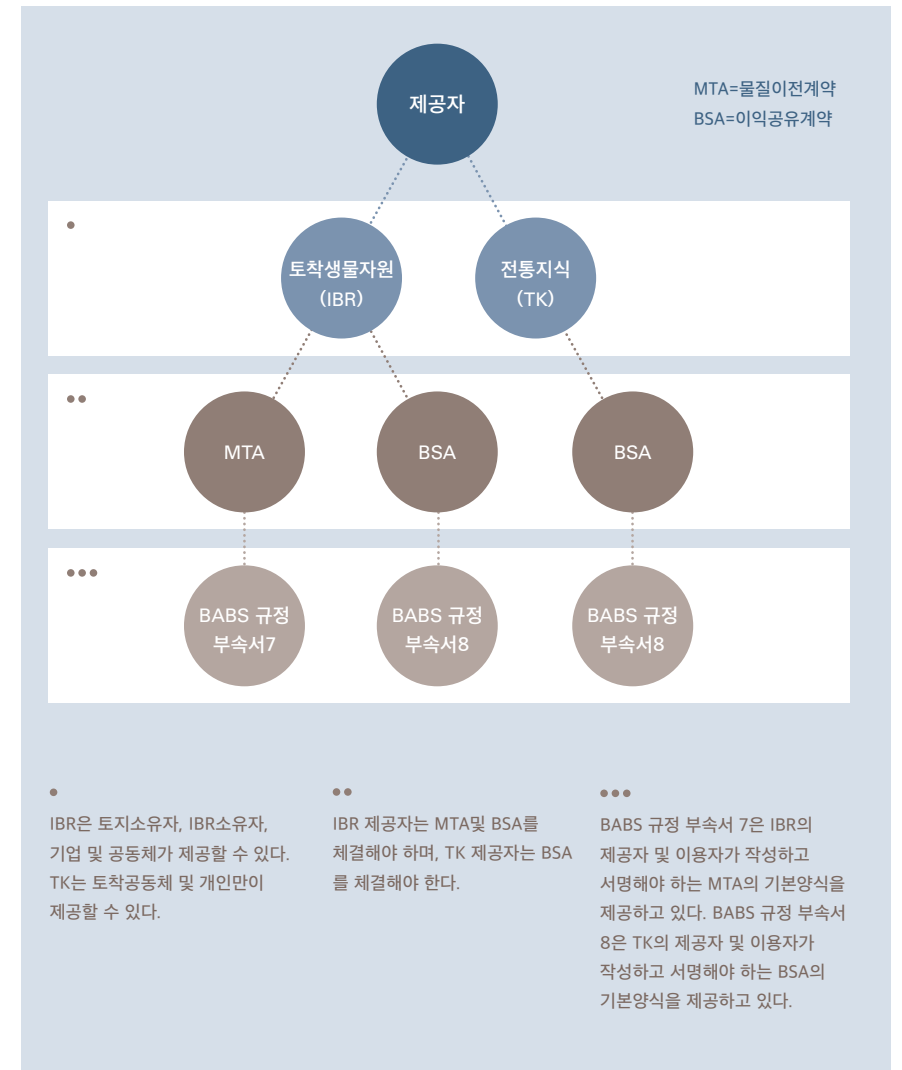 제공자
MTA=물질이전계약
BSA=이익공유계약
토착생물자원
(IBR)
전통지식
(TK)
MTA
BSA
BSA
BABS 규정
부속서7
BABS 규정
부속서8
BABS 규정
부속서8
IBR은 토지소유자, IBR소유자,
기업 및 공동체가 제공할 수 있다.
TK는 토착공동체 및 개인만이
제공할 수 있다.
IBR 제공자는 MTA및 BSA를
체결해야 하며, TK 제공자는 BSA
를 체결해야 한다.
BABS 규정 부속서 7은 IBR의
제공자 및 이용자가 작성하고
서명해야 하는 MTA의 기본양식을
제공하고 있다. BABS 규정 부속서
8은 TK의 제공자 및 이용자가
작성하고 서명해야 하는 BSA의
기본양식을 제공하고 있다.